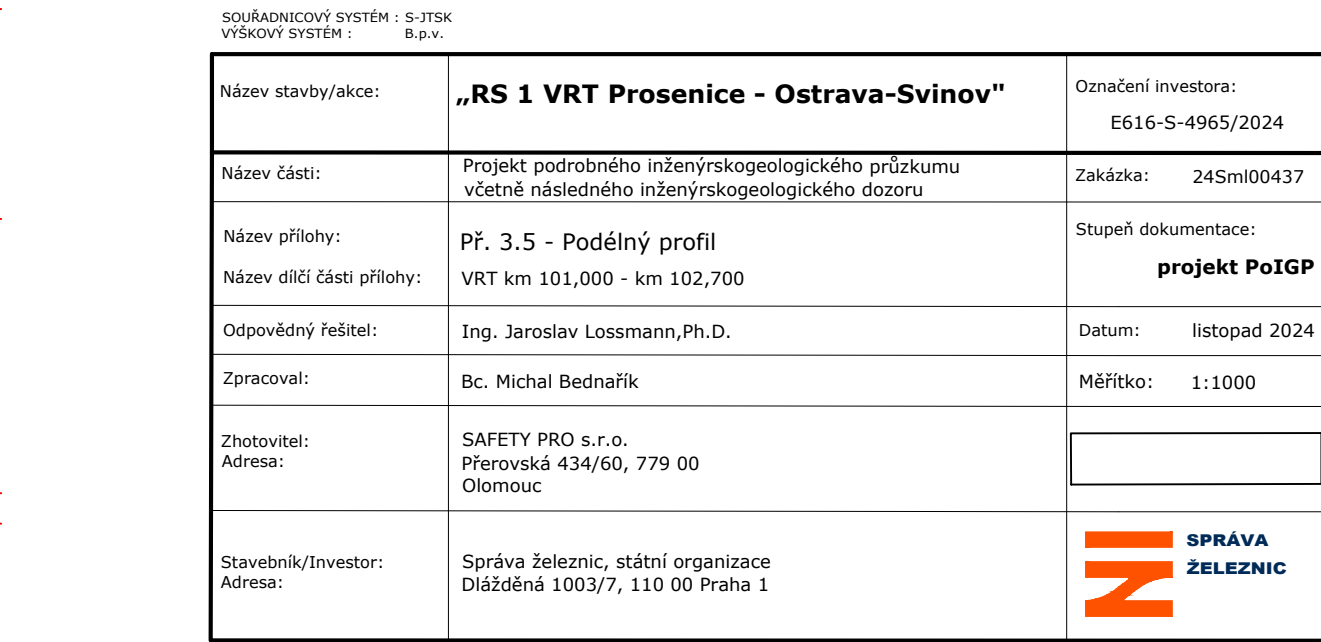 SOUŘADNICOVÝ SYSTÉM : S-JTSK
VÝŠKOVÝ SYSTÉM : B.p.v.
Název stavby/akce: „RS 1 VRT Prosenice - Ostrava-Svinov" Označení investora:
E616-S-4965/2024
Název části: Projekt podrobného inženýrskogeologického průzkumu
včetně následného inženýrskogeologického dozoru
Zakázka: 24Sml00437
Název přílohy: Př. 3.5 - Podélný profil
Název dílčí části přílohy: VRT km 101,000 - km 102,700
Stupeň dokumentace:
projekt PoIGP
Odpovědný řešitel: Ing. Jaroslav Lossmann,Ph.D.
Datum: listopad 2024
Zpracoval: Bc. Michal Bednařík
Měřítko: 1:1000
Zhotovitel: SAFETY PRO s.r.o.
Adresa: Přerovská 434/60, 779 00
Olomouc
Stavebník/Investor: Správa železnic, státní organizace
Adresa: Dlážděná 1003/7, 110 00 Praha 1
SPRÁVA
ŽELEZNIC